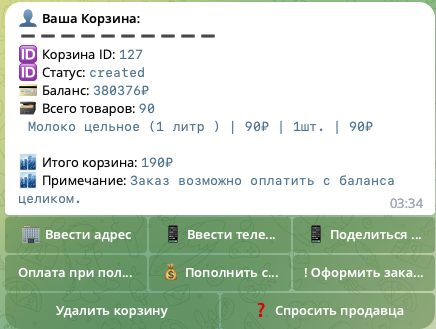 Ваша Корзина:
— — — — — — — — — —
🆔 Корзина ID: 127
🆔 Статус: created
Баланс: 380376₽
Всего товаров: 90
Молоко цельное (1 литр ) | 90₽ | 1шт. | 90₽
Итого корзина: 190₽
Примечание: Заказ возможно оплатить с баланса
целиком.
03:34
Ввести адрес
Ввести теле...
Поделиться ...
Оплата при пол...
Пополнить с...
! Оформить зака...
Удалить корзину
❓ Спросить продавца